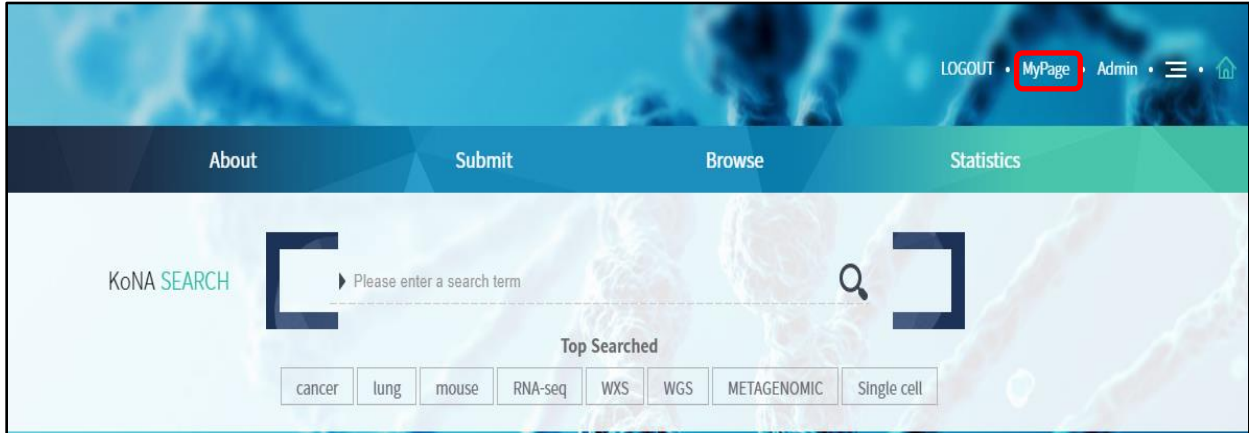 LOGOUT • MyPage • Admin •
About Submit Browse Statistics
KoNA SEARCH
Please enter a search term
Top Searched
cancer lung mouse RNA-seq WXS WGS METAGENOMIC Single cell